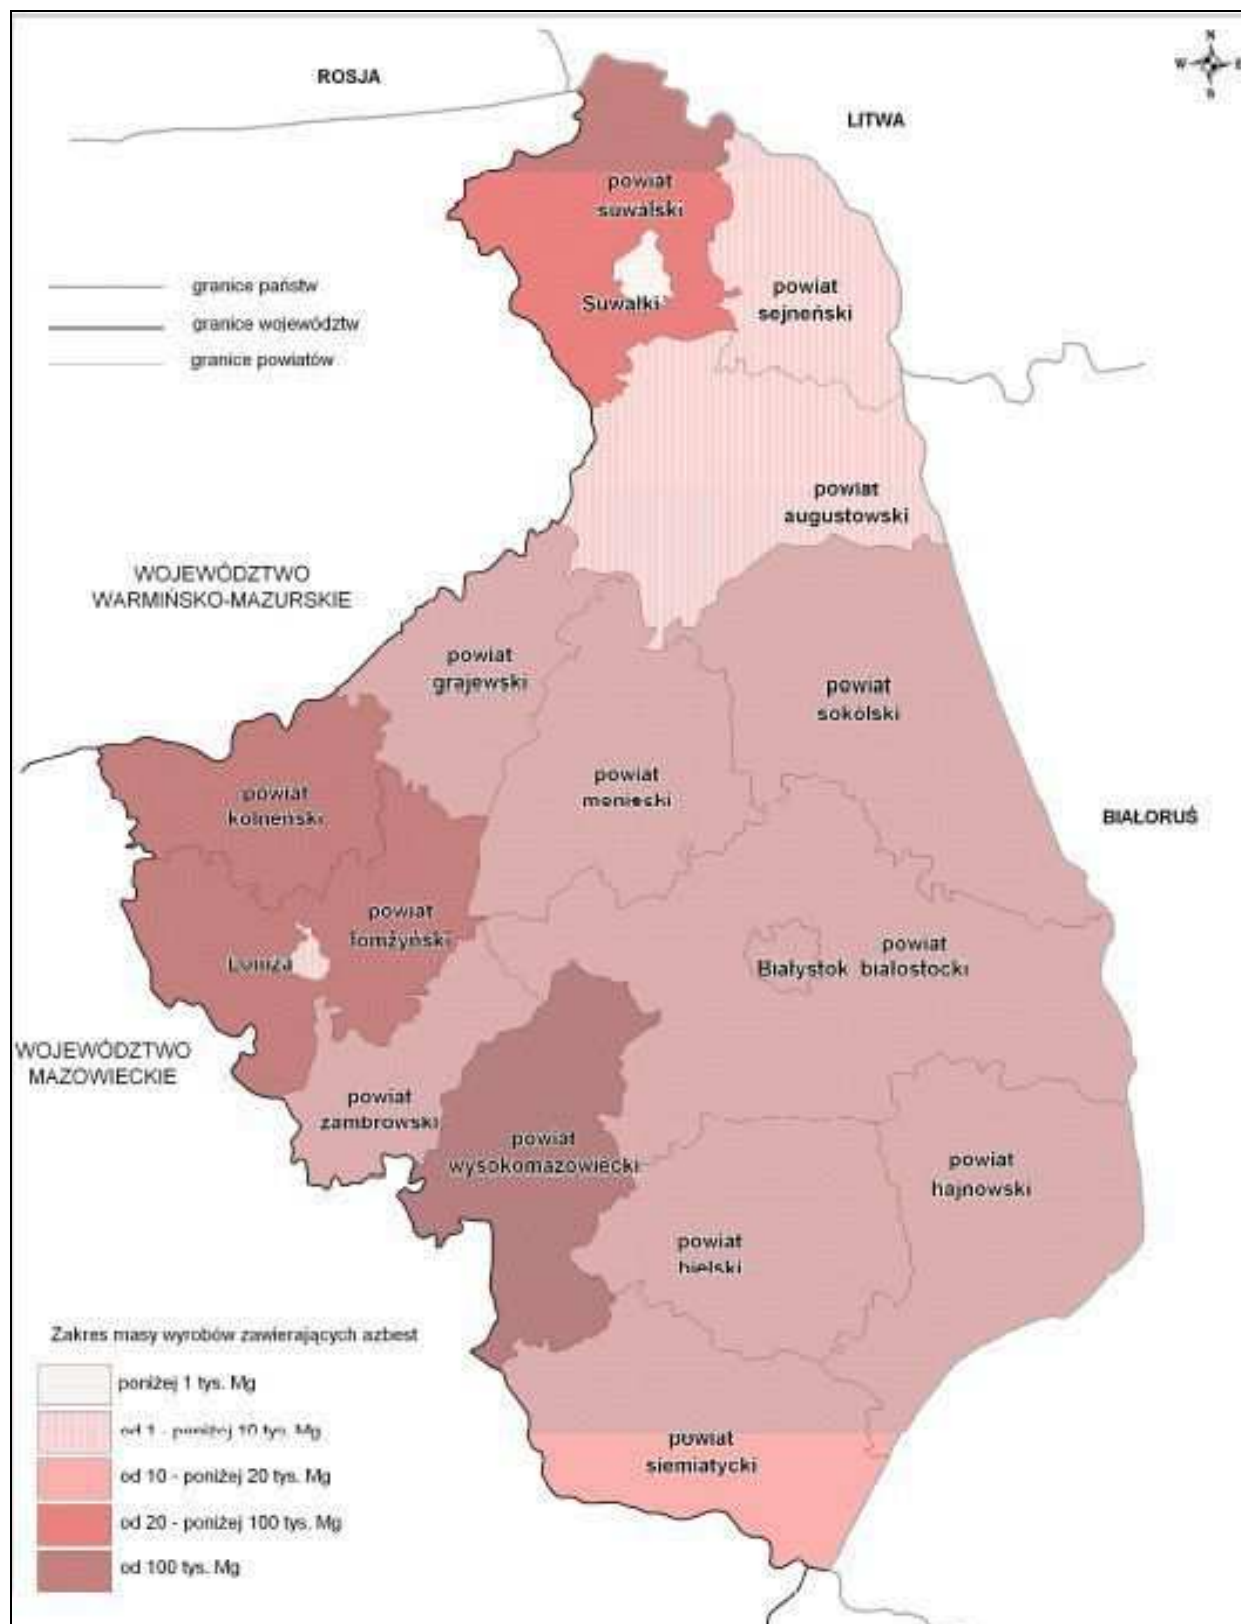 N
W E
S
ROSJA
LITWA
powiat
suwalski
Suwałki
powiat
sejneński
granice państw
granice województw
granice powiatów
powiat
augustowski
WOJEWÓDZTWO
WARMIŃSKO-MAZURSKIE
powiat
grajewski
powiat
sokólski
powiat
moniecki
powiat
kolneński
BIAŁORUŚ
powiat
łomżyński
Łomża
powiat
Białystok białostocki
WOJEWÓDZTWO
MAZOWIECKIE
powiat
zambrowski
powiat
wysokomazowiecki
powiat
hajnowski
powiat
bielski
Zakres masy wyrobów zawierających azbest
poniżej 1 tys. Mg
od 1 - poniżej 10 tys. Mg
od 10 - poniżej 20 tys. Mg
od 20 - poniżej 100 tys. Mg
od 100 tys. Mg
powiat
siemiatycki